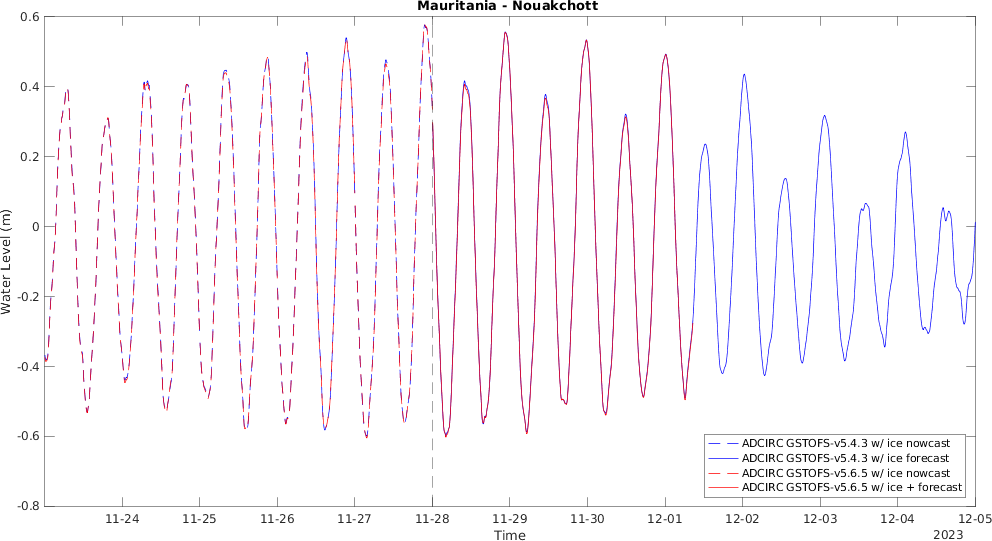 Mauritania - Nouakchott
0.6
0.4
0.2
0
-0.2
-0.4
-0.6
-0.8
Water Level (m)
ADCIRC GSTOFS-v5.4.3 w/ ice nowcast
ADCIRC GSTOFS-v5.4.3 w/ ice forecast
ADCIRC GSTOFS-v5.6.5 w/ ice nowcast
ADCIRC GSTOFS-v5.6.5 w/ ice + forecast
11-24 11-25 11-26 11-27 11-28 11-29 11-30 12-01 12-02 12-03 12-04 12-05
Time
2023